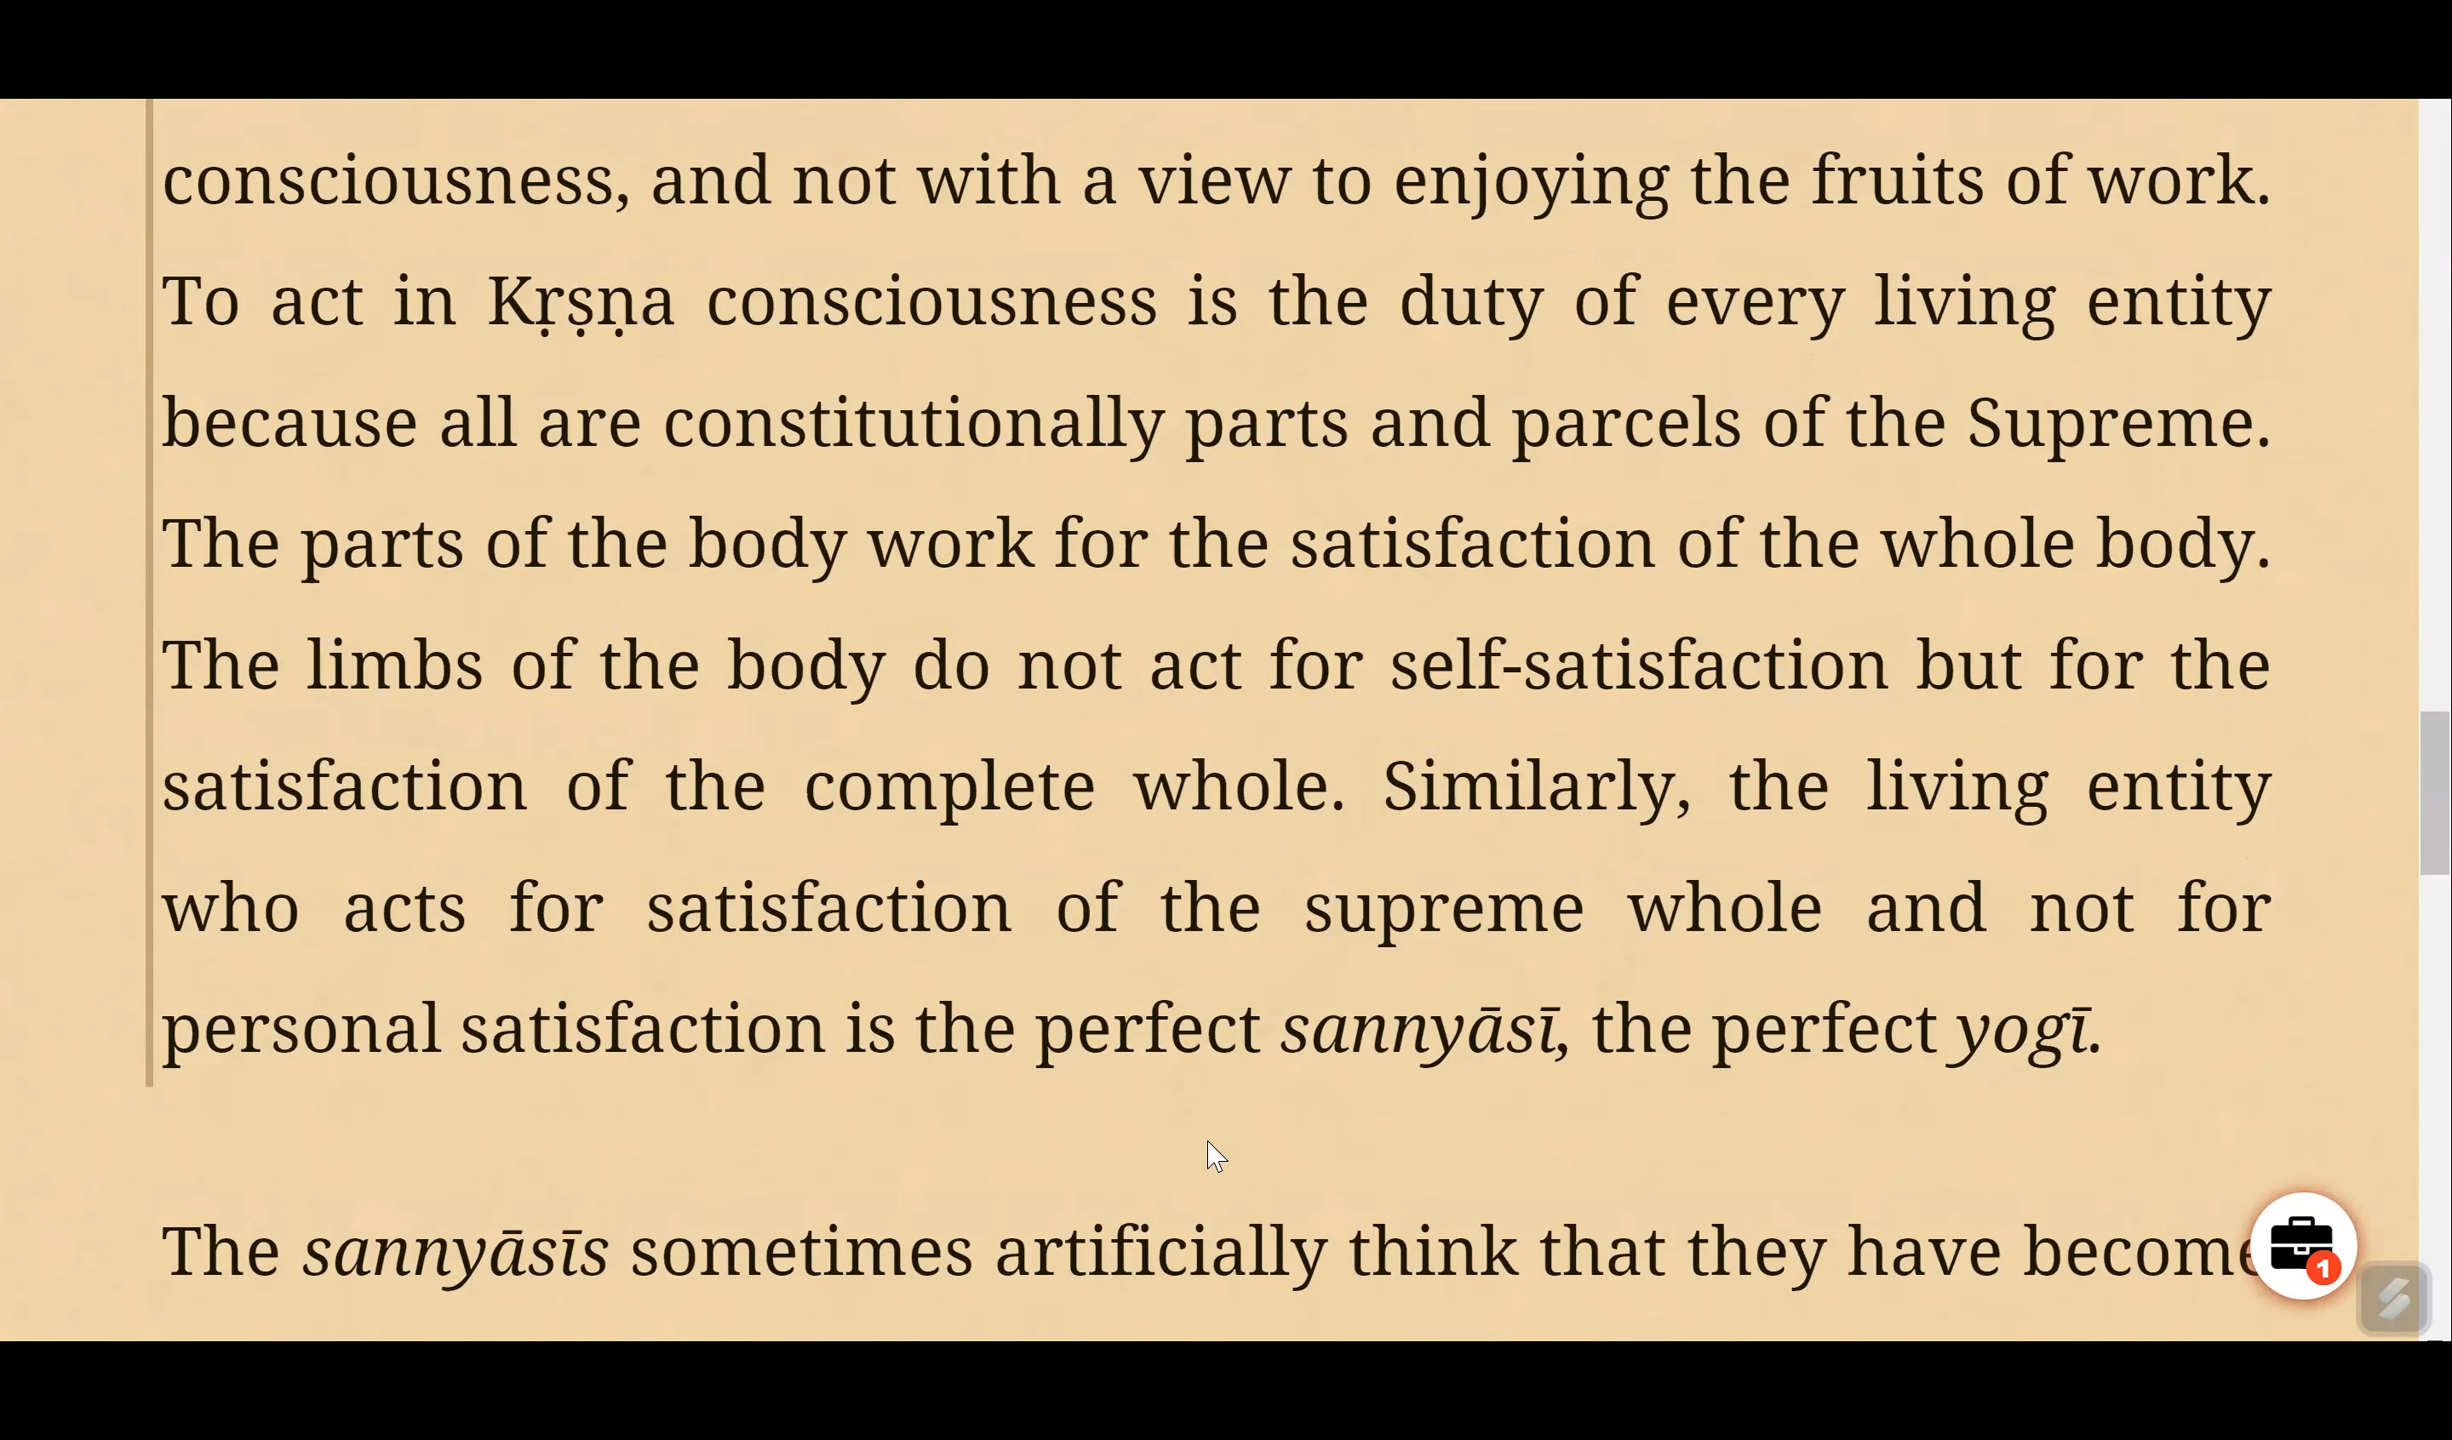 consciousness, and not with a view to enjoying the fruits of work.
To act in Kṛṣṇa consciousness is the duty of every living entity
because all are constitutionally parts and parcels of the Supreme.
The parts of the body work for the satisfaction of the whole body.
The limbs of the body do not act for self-satisfaction but for the
satisfaction of the complete whole. Similarly, the living entity
who acts for satisfaction of the supreme whole and not for
personal satisfaction is the perfect sannyāsī, the perfect yogī.
The sannyāsīs sometimes artificially think that they have become
1